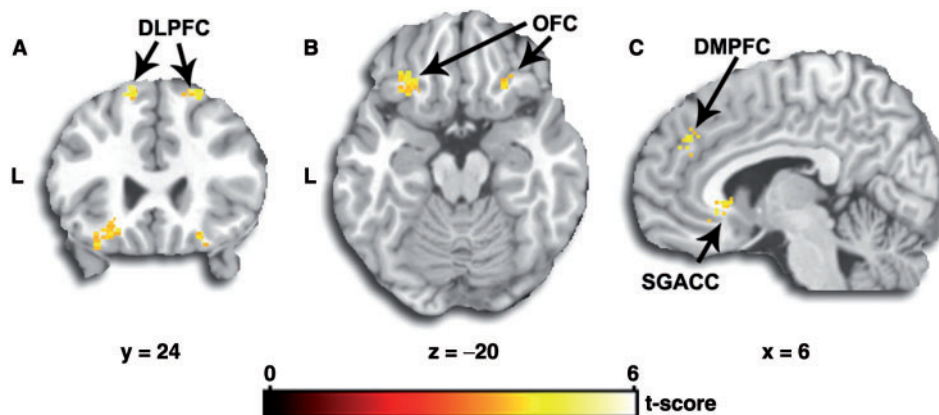 A
DLPFC
B
OFC
C
DMPFC
L
L
SGACC
y = 24
z = −20
x = 6
0
6
t-score